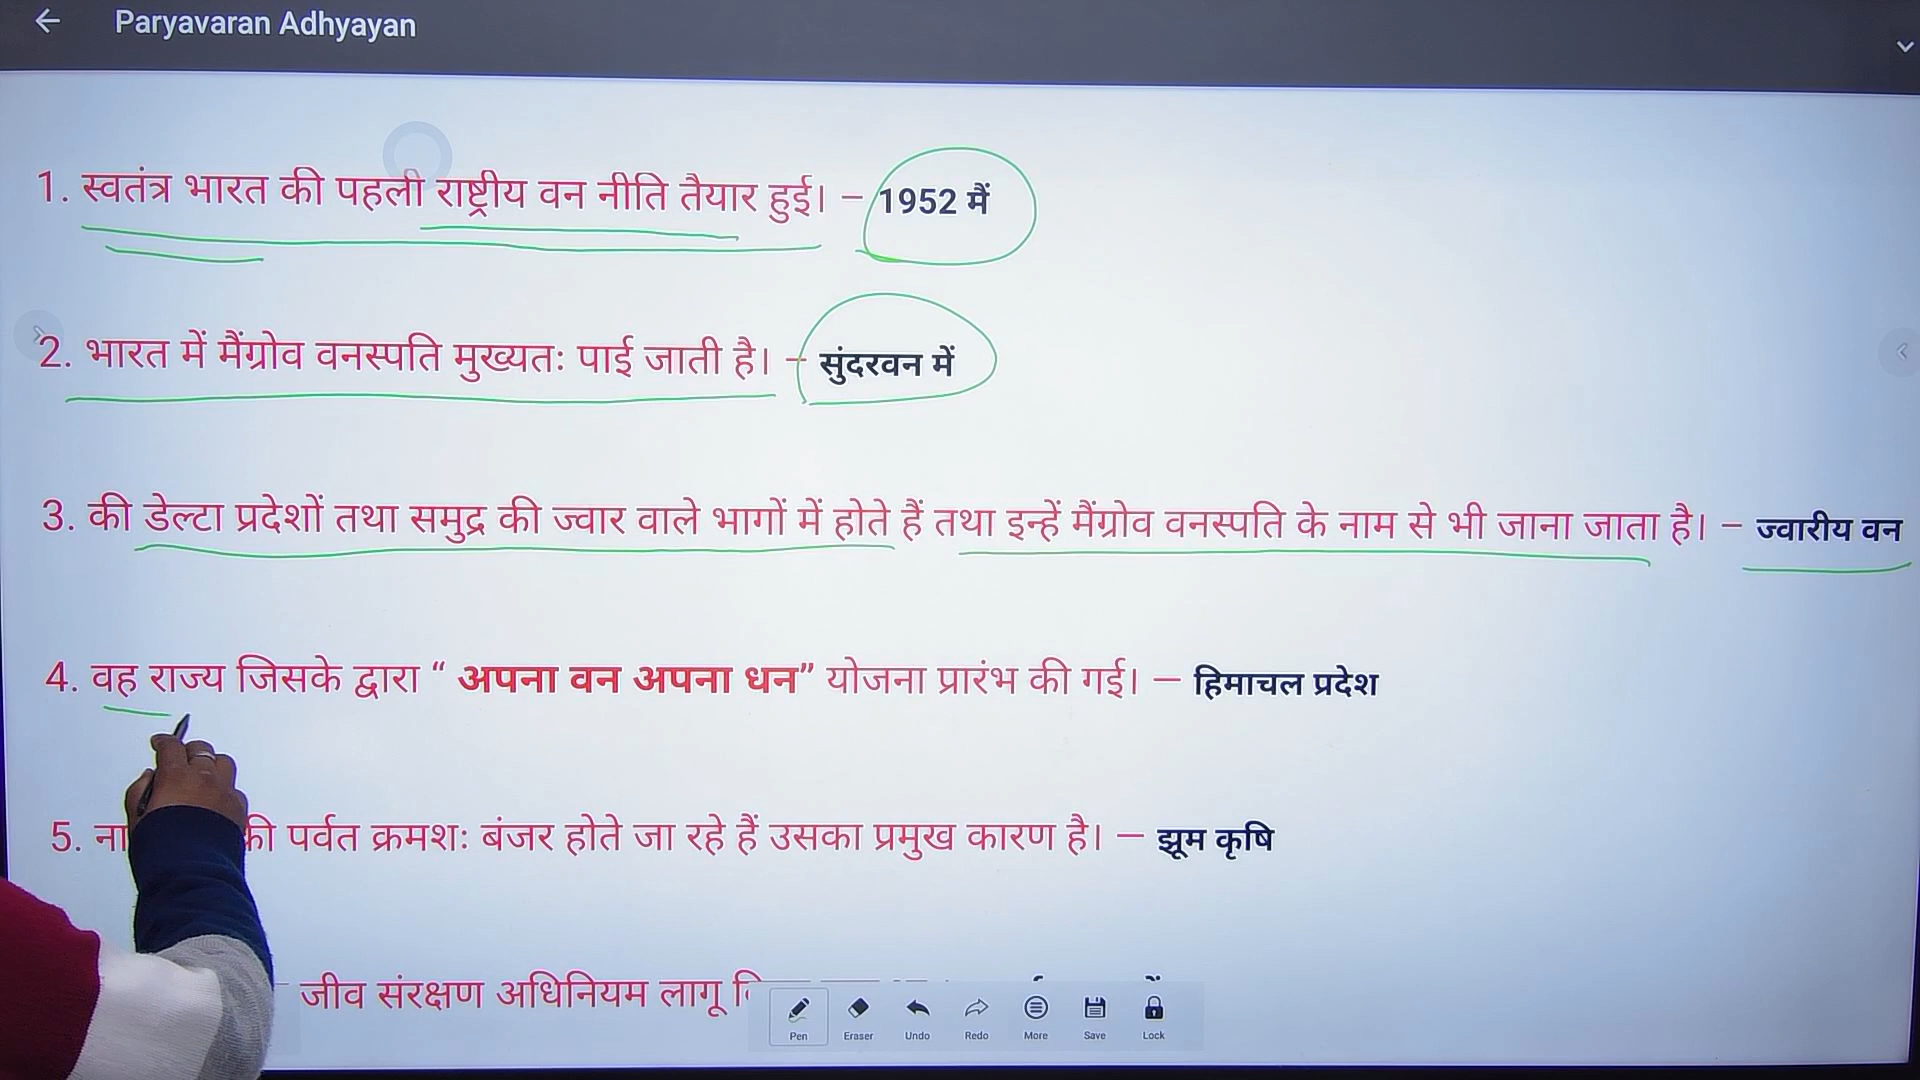 Paryavaran Adhyayan
1. स्वतंत्र भारत की पहली राष्ट्रीय वन नीति तैयार हुई। – 1952 मैं
2. भारत में मैंग्रोव वनस्पति मुख्यतः पाई जाती है। – सुंदरवन में
3. की डेल्टा प्रदेशों तथा समुद्र की ज्वार वाले भागों में होते हैं तथा इन्हें मैंग्रोव वनस्पति के नाम से भी जाना जाता है। – ज्वारीय वन
4. वह राज्य जिसके द्वारा “ अपना वन अपना धन” योजना प्रारंभ की गई। – हिमाचल प्रदेश
5. की पर्वत क्रमशः बंजर होते जा रहे हैं उसका प्रमुख कारण है। – झूम कृषि
जीव संरक्षण अधिनियम लागू
Pen Eraser Undo Redo More Save Lock